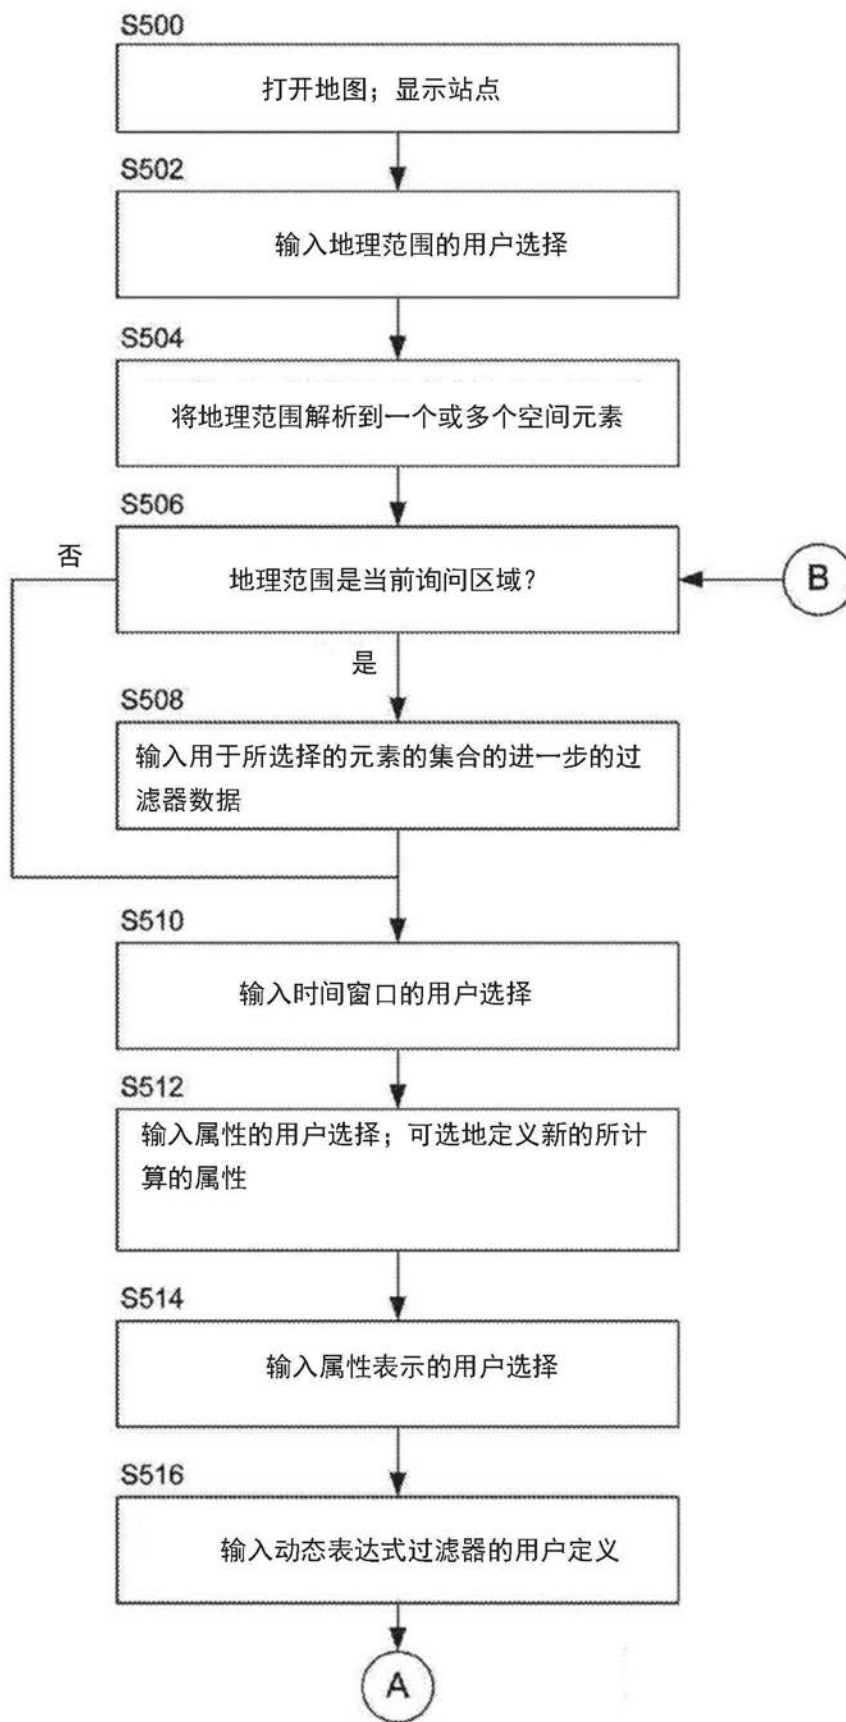 S500
打开地图；显示站点
S502
输入地理范围的用户选择
S504
将地理范围解析到一个或多个空间元素
S506
否
地理范围是当前询问区域？
B
是
S508
输入用于所选择的元素的集合的进一步的过
滤器数据
S510
输入时间窗口的用户选择
S512
输入属性的用户选择；可选地定义新的所计
算的属性
S514
输入属性表示的用户选择
S516
输入动态表达式过滤器的用户定义
A